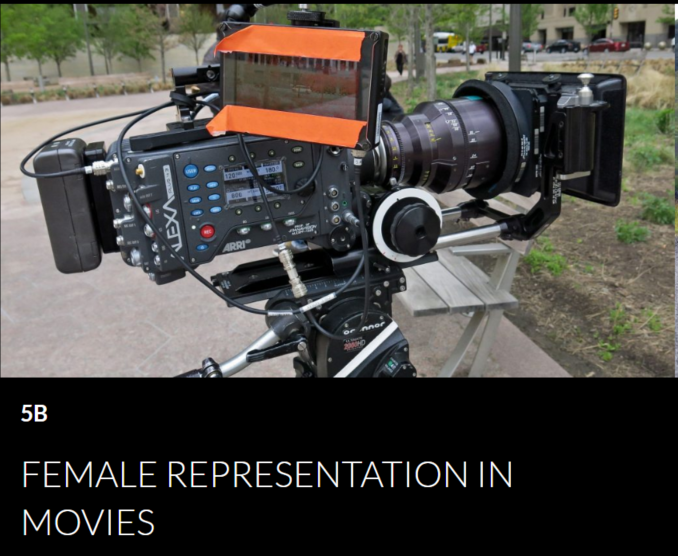 ALEXA
ARRI
5B
FEMALE REPRESENTATION IN
MOVIES